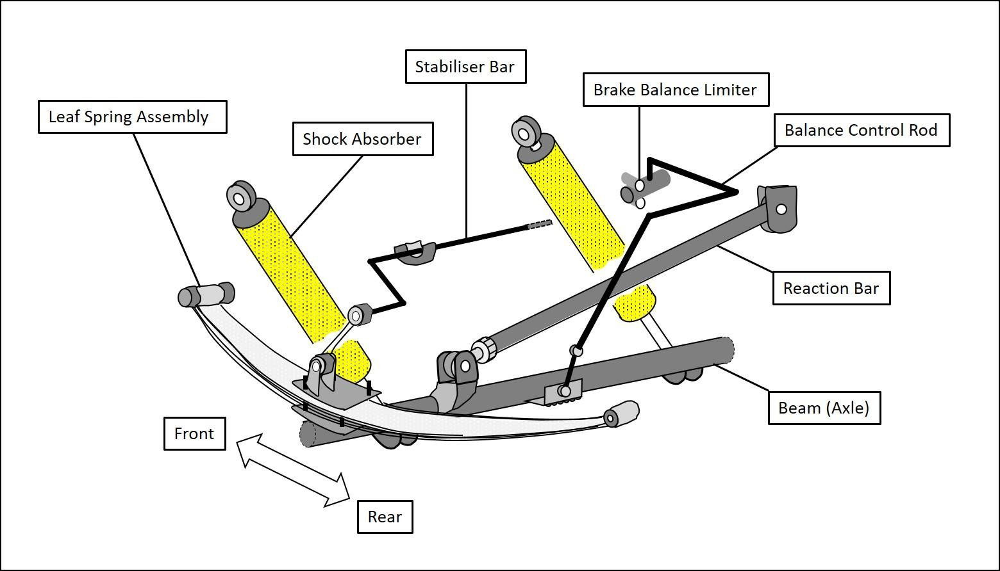 Stabiliser Bar
Brake Balance Limiter
Leaf Spring Assembly
Shock Absorber
Balance Control Rod
Reaction Bar
Beam (Axle)
Front
Rear